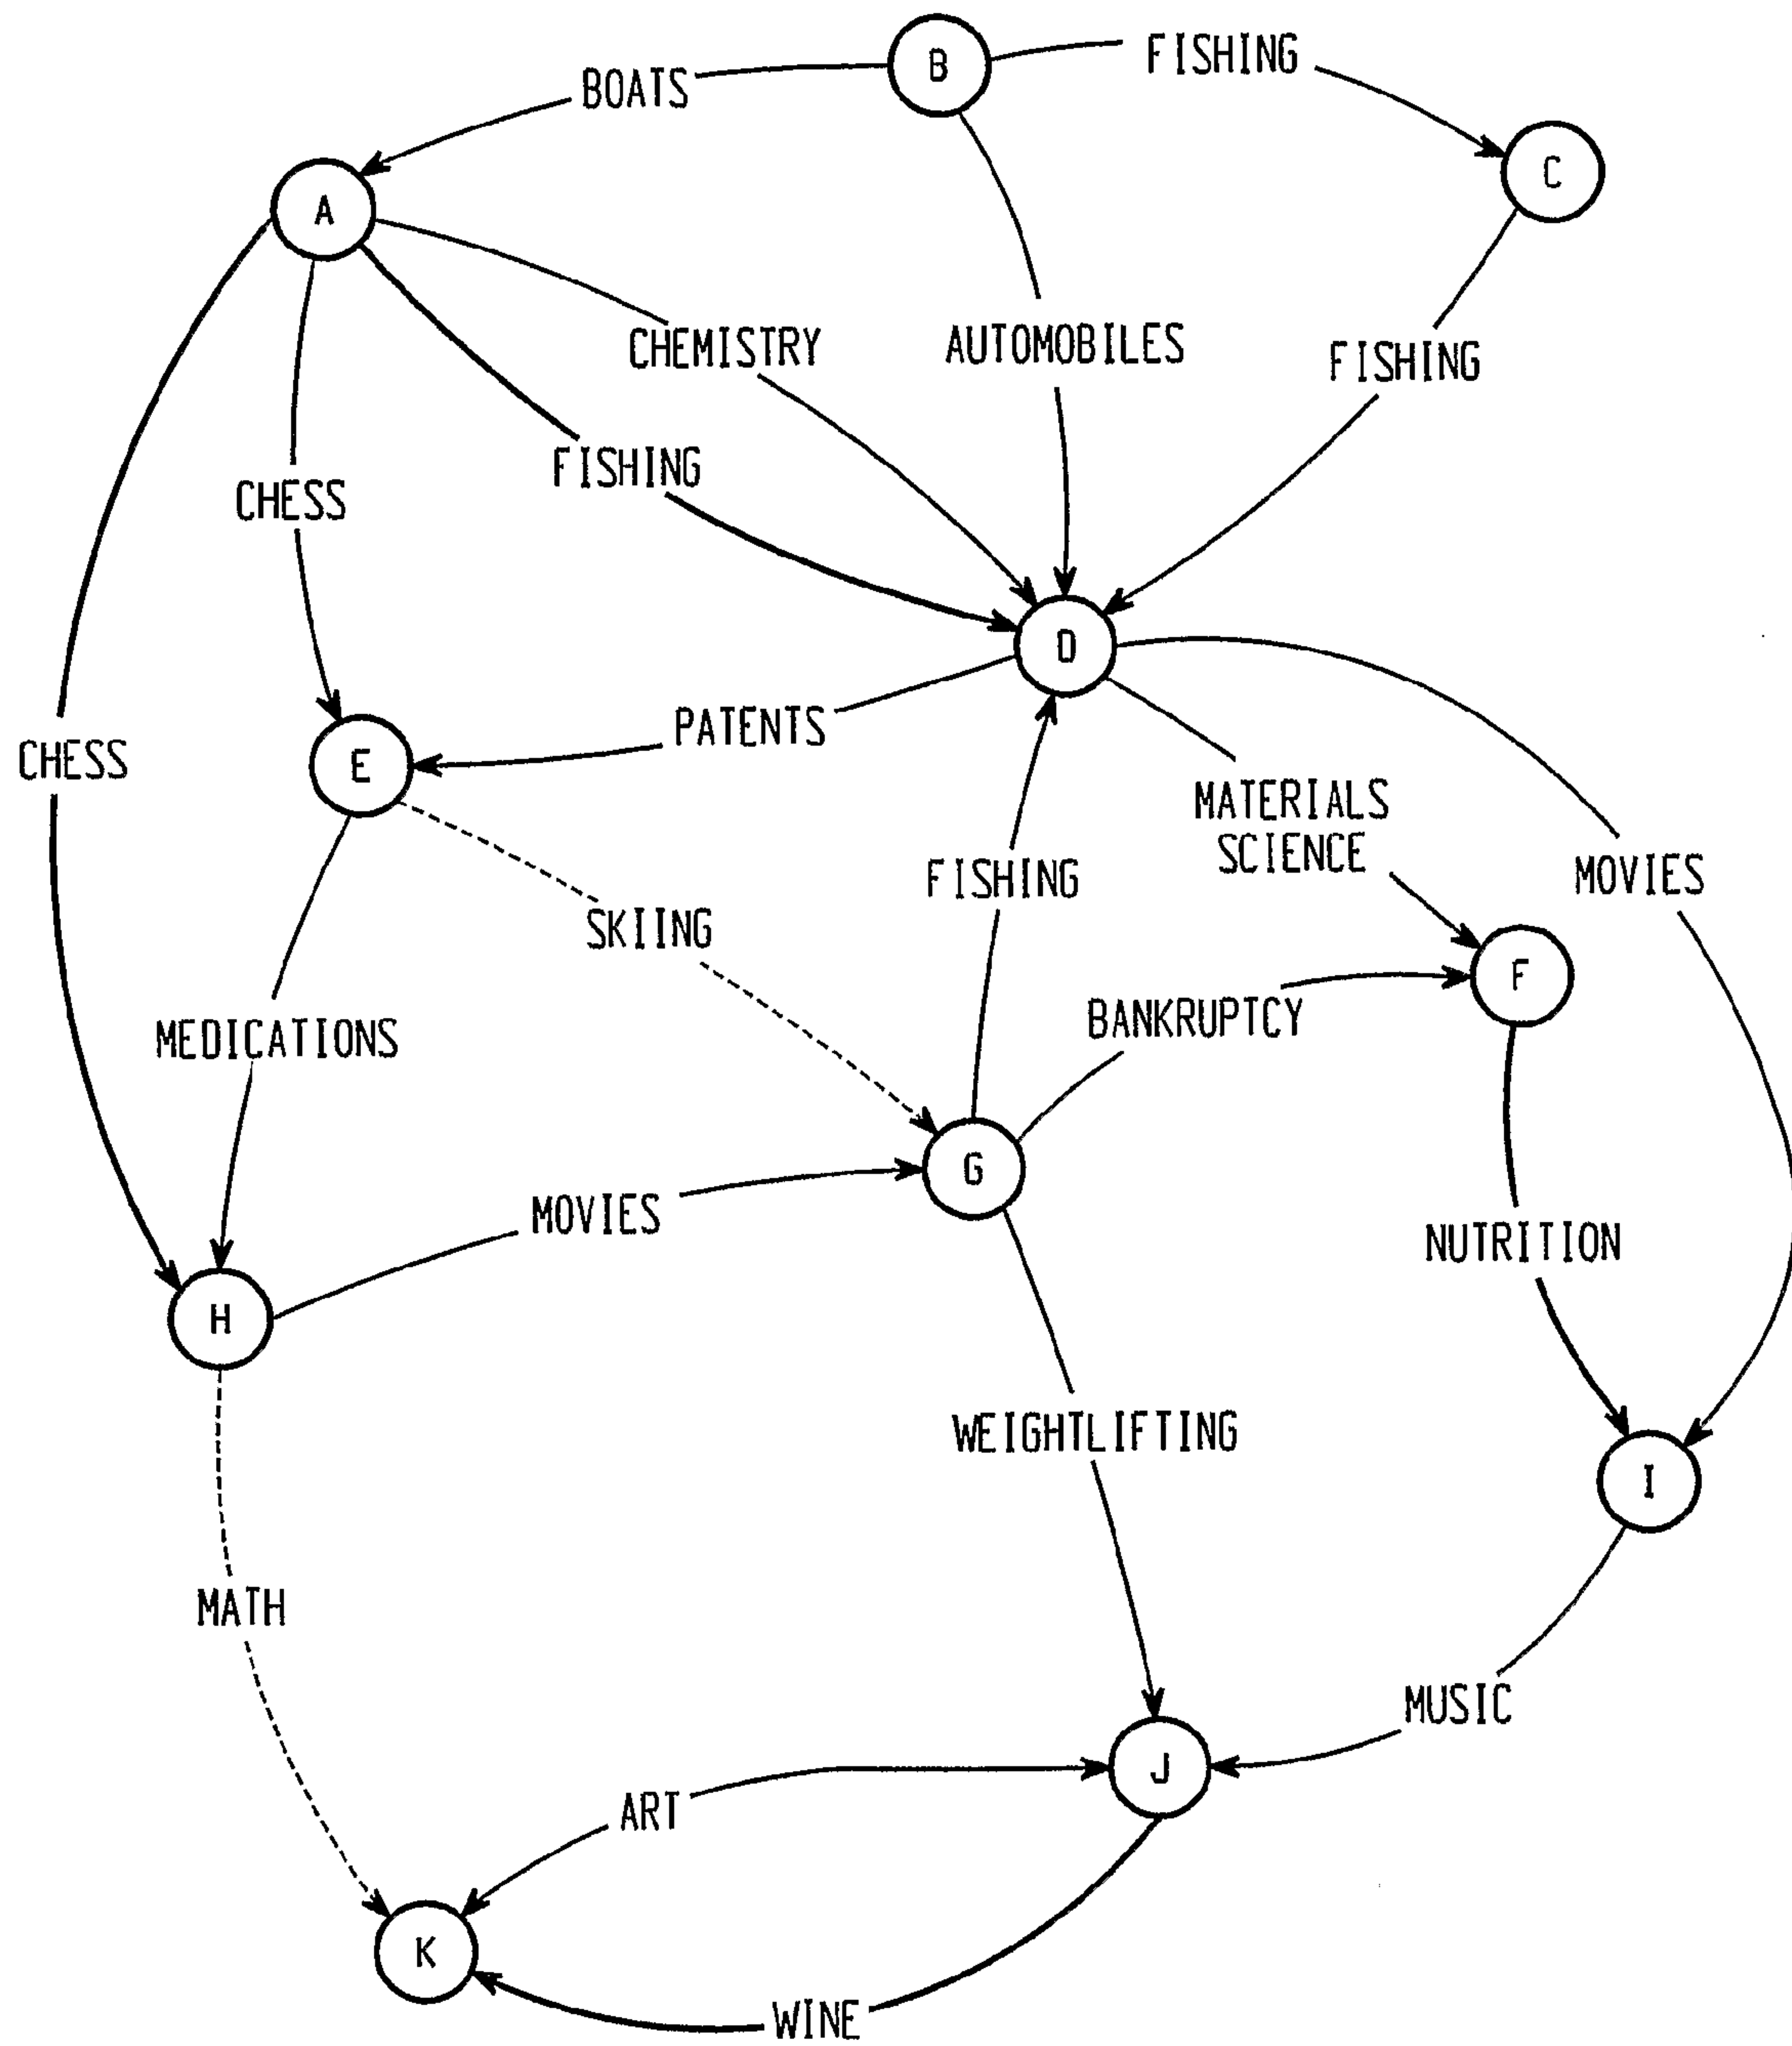 B
FISHING
BOATS
C
A
CHEMISTRY
AUTOMOBILES
FISHING
FISHING
CHESS
D
PATENTS
E
CHESS
MATERIALS
SCIENCE
MOVIES
FISHING
SKIING
F
BANKRUPTCY
MEDICATIONS
G
MOVIES
NUTRITION
H
WEIGHTLIFTING
I
MATH
MUSIC
J
ART
K
WINE